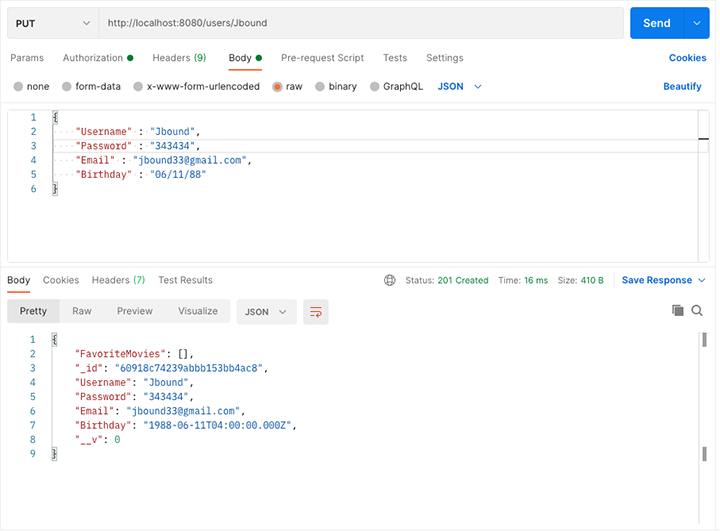 PUT http://localhost:8080/users/Jbound Send
Params Authorization Headers (9) Body Pre-request Script Tests Settings Cookies
none form-data x-www-form-urlencoded raw binary GraphQL JSON Beautify
1 {
2 "Username" : "Jbound",
3 "Password" : "343434",
4 "Email" : "jbound33@gmail.com",
5 "Birthday" : "06/11/88"
6 }
Body Cookies Headers (7) Test Results Status: 201 Created Time: 16 ms Size: 410 B Save Response
Pretty Raw Preview Visualize JSON
1 {
2 "FavoriteMovies": [],
3 "_id": "60918c74239abbb153bb4ac8",
4 "Username": "Jbound",
5 "Password": "343434",
6 "Email": "jbound33@gmail.com",
7 "Birthday": "1988-06-11T04:00:00.000Z",
8 "__v": 0
9 }